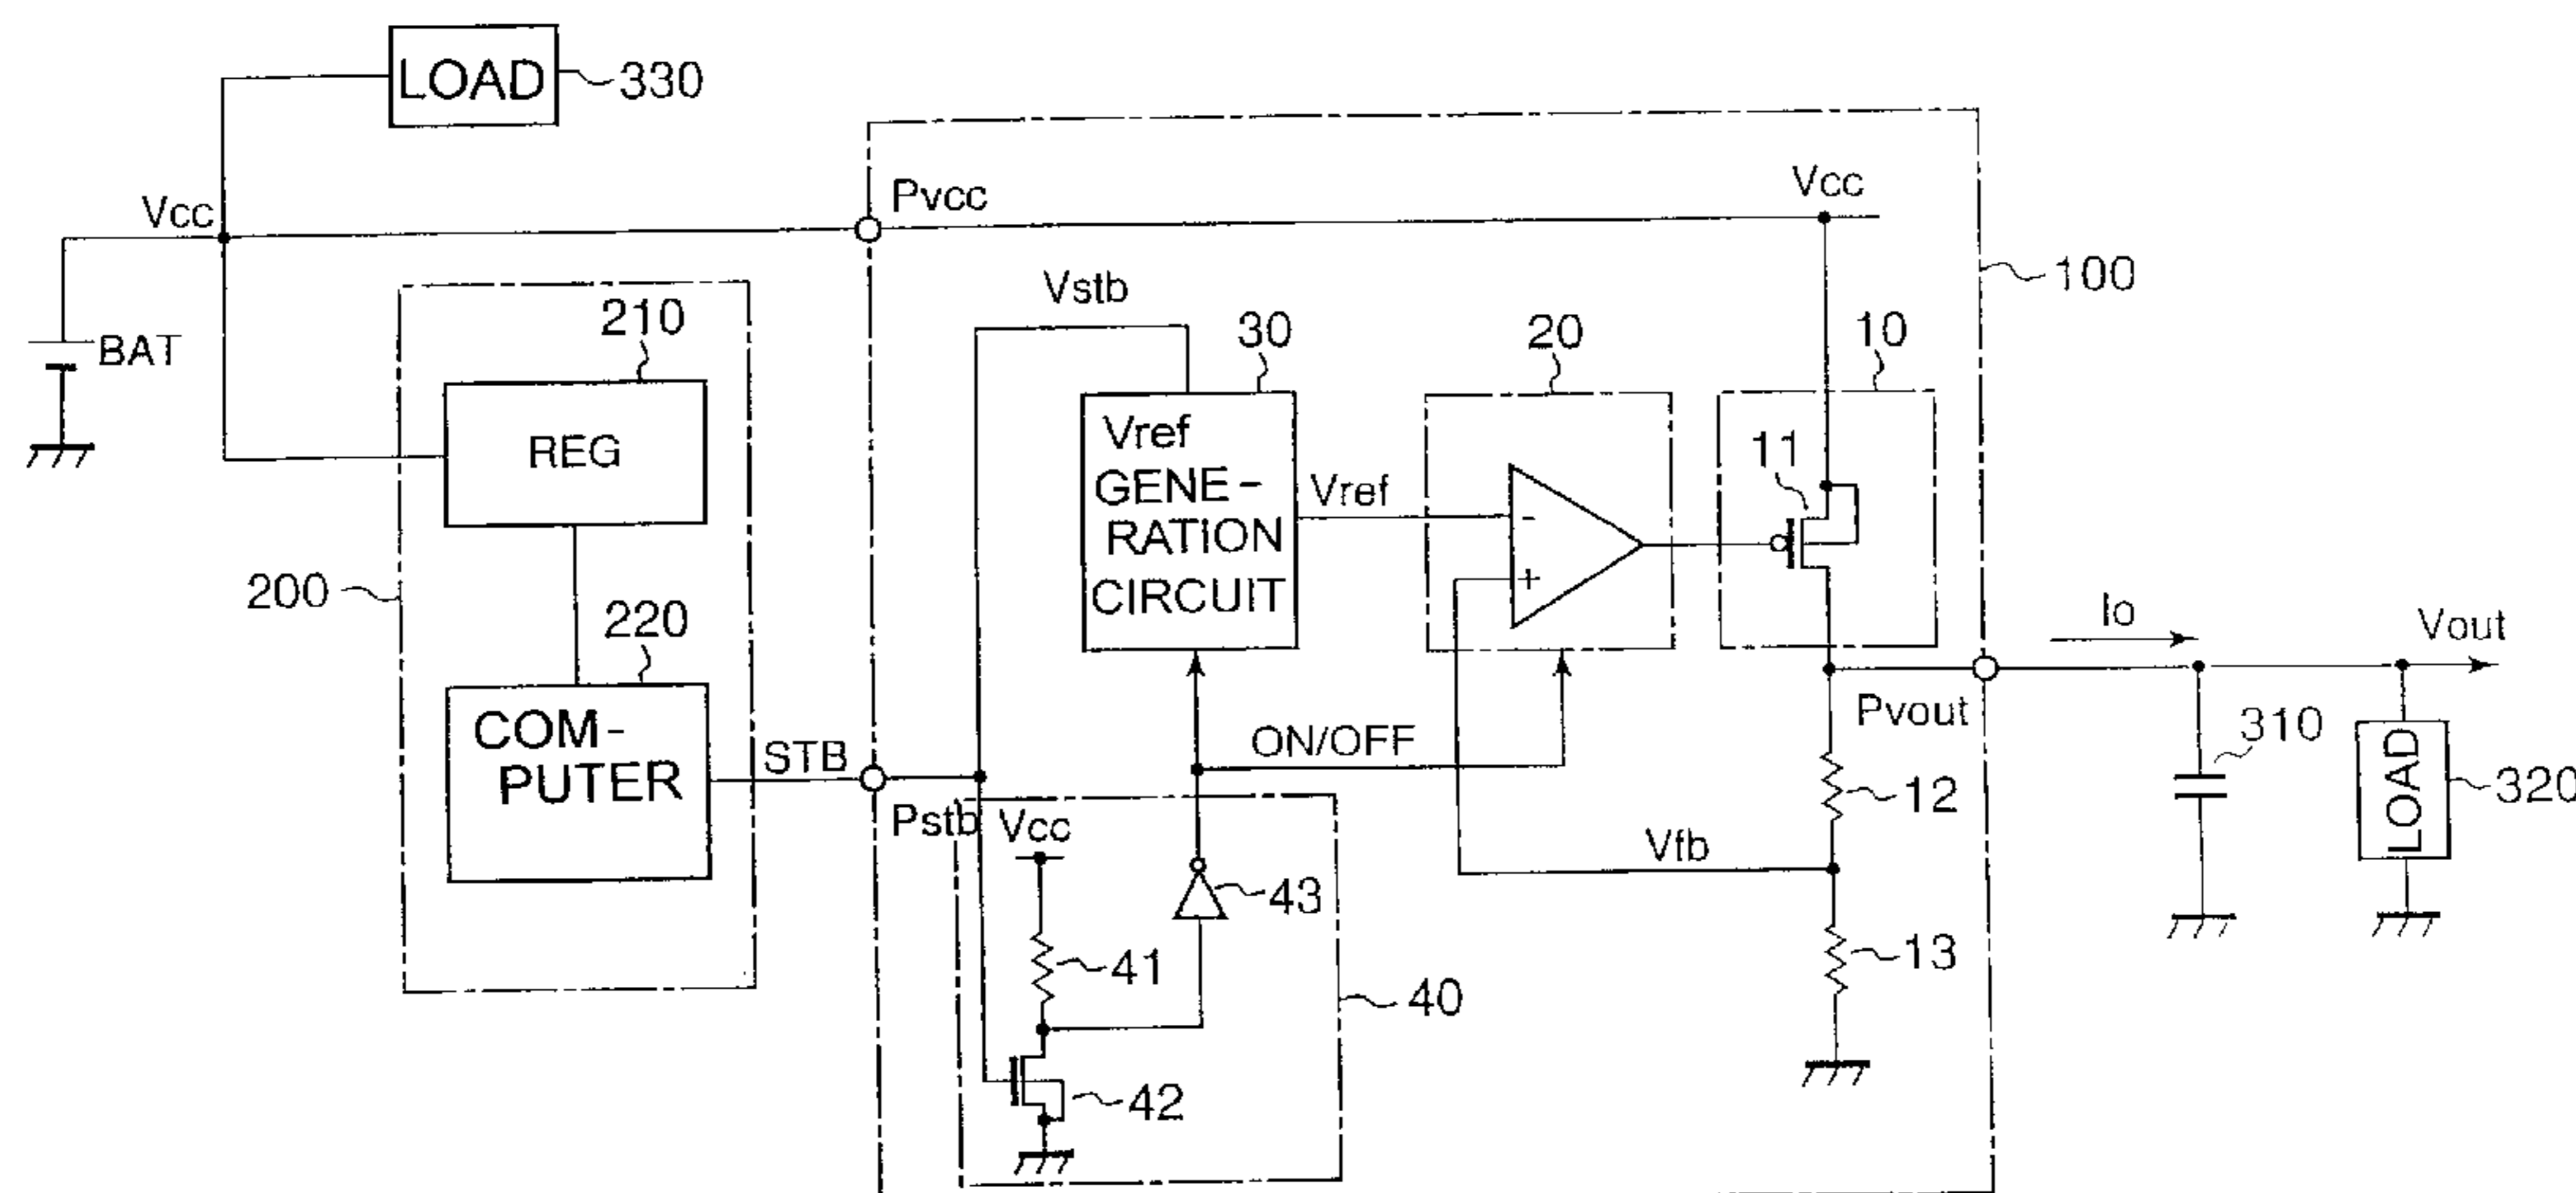 LOAD
330
Vcc
Pvcc
Vcc
100
Vstb
BAT
210
30
20
10
REG
Vref
GENE-
RATION
CIRCUIT
Vref
-
+
11
200
220
Io
Vout
COM-
PUTER
STB
Pstb
ON/OFF
Pvout
310
LOAD
320
12
Vcc
Vfb
43
41
13
40
42